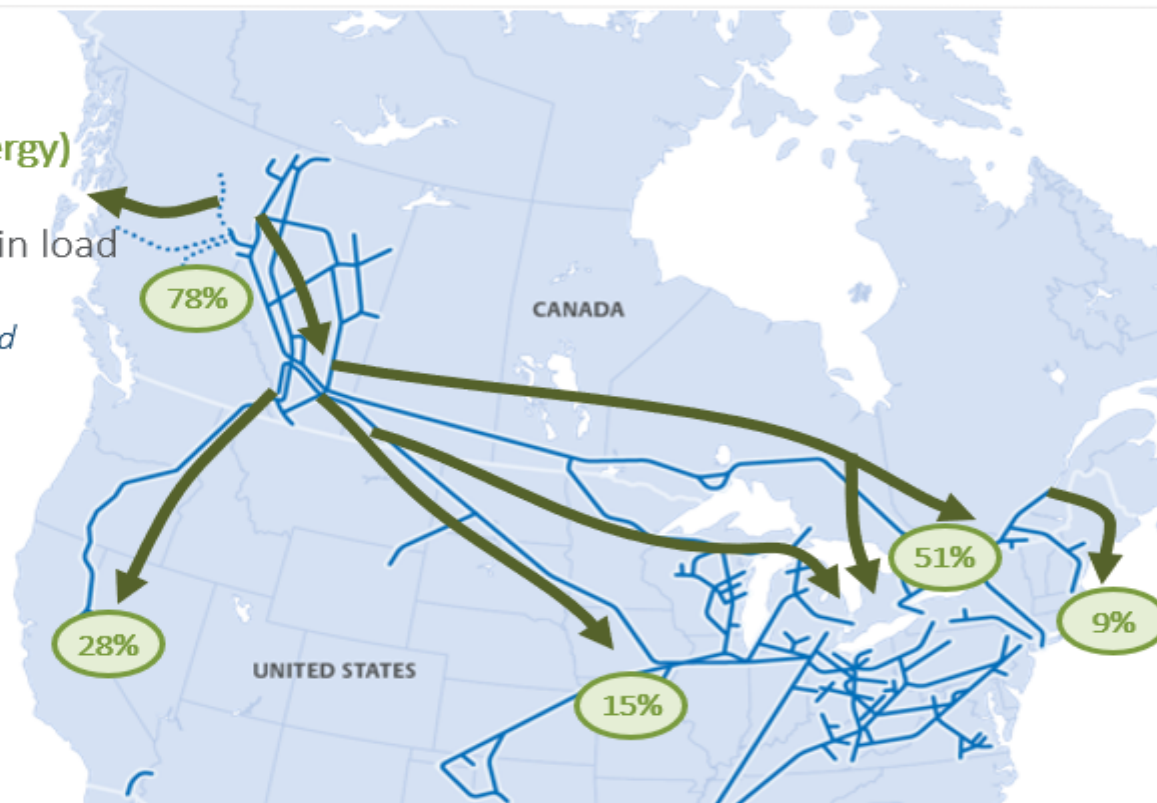 ergy)
in load
78%
d
CANADA
51%
9%
28%
UNITED STATES
15%